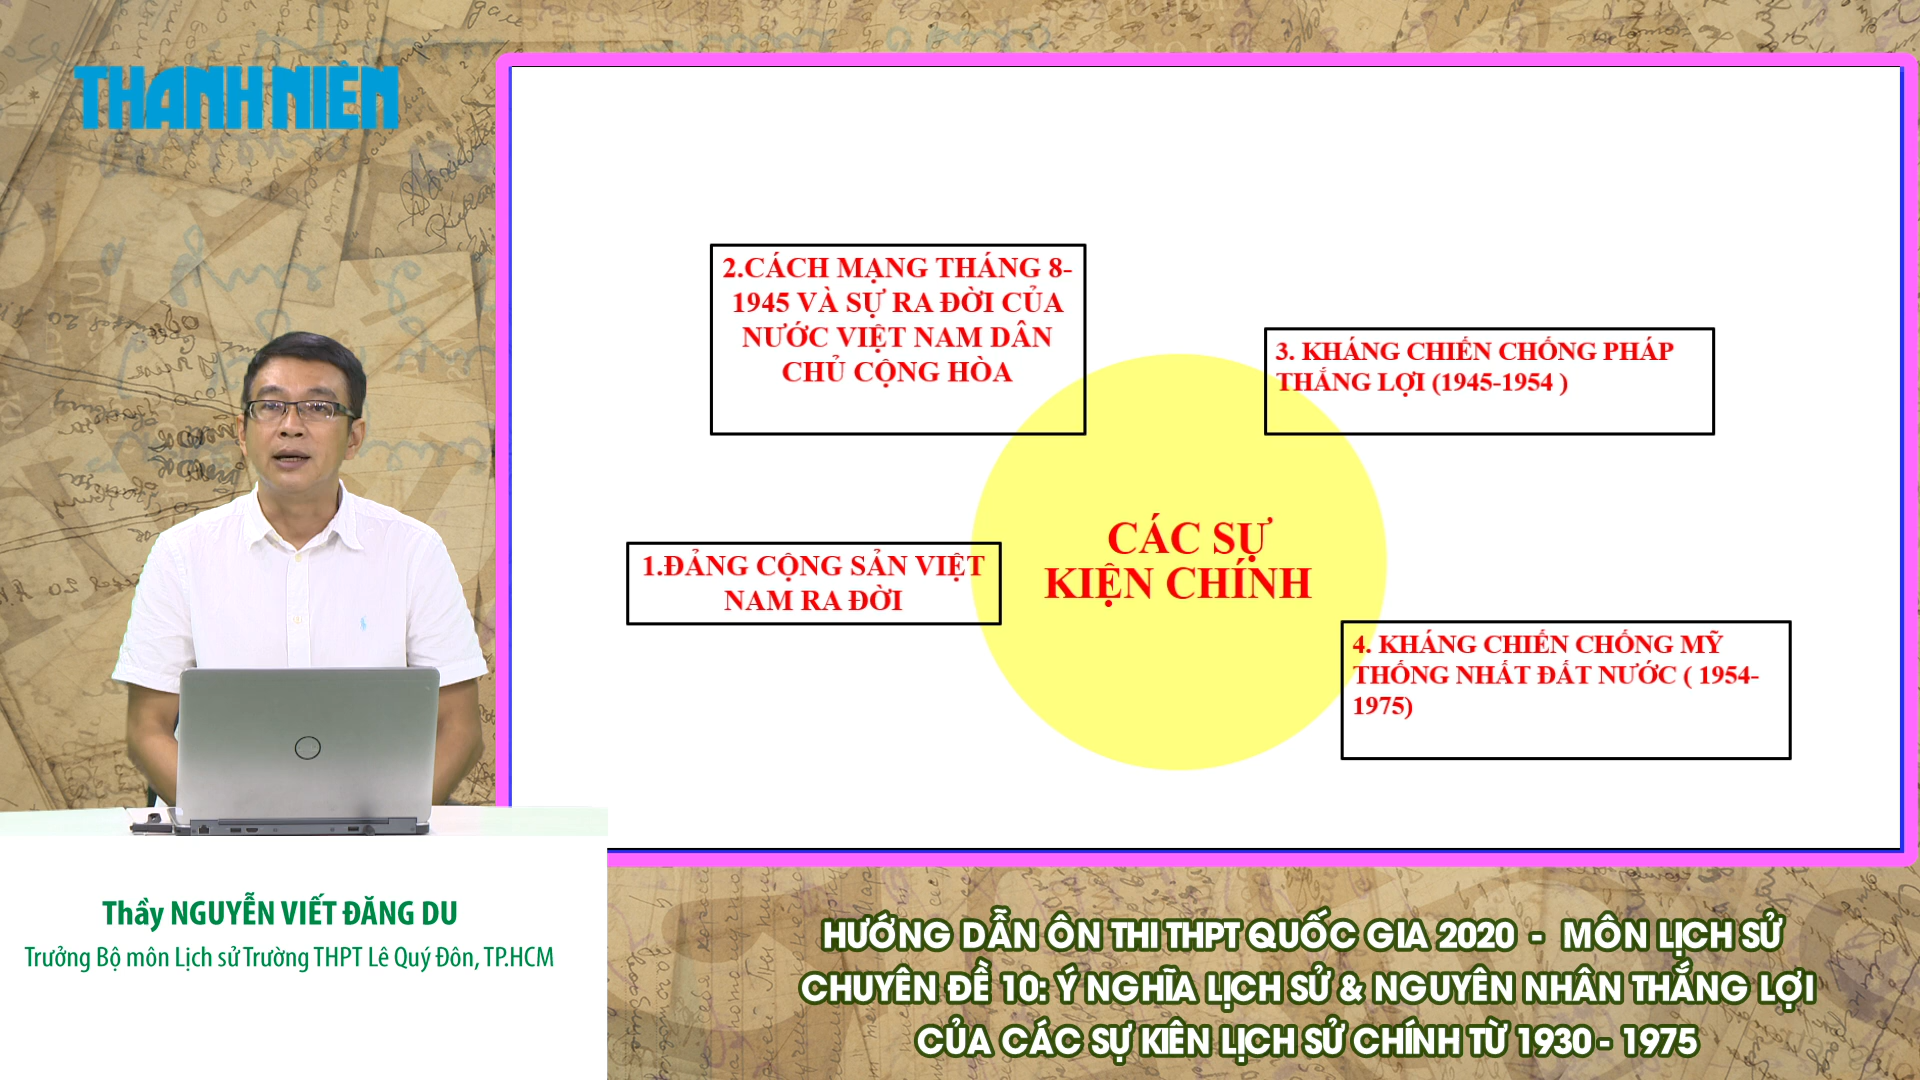 THANH NIÊN
2.CÁCH MẠNG THÁNG 8-
1945 VÀ SỰ RA ĐỜI CỦA
NƯỚC VIỆT NAM DÂN
CHỦ CỘNG HÒA
3. KHÁNG CHIẾN CHỐNG PHÁP
THẮNG LỢI (1945-1954 )
CÁC SỰ
KIỆN CHÍNH
1.ĐẢNG CỘNG SẢN VIỆT
NAM RA ĐỜI
4. KHÁNG CHIẾN CHỐNG MỸ
THỐNG NHẤT ĐẤT NƯỚC ( 1954-
1975)
Thầy NGUYỄN VIẾT ĐĂNG DU
Trưởng Bộ môn Lịch sử Trường THPT Lê Quý Đôn, TP.HCM
HƯỚNG DẪN ÔN THI THPT QUỐC GIA 2020 - MÔN LỊCH SỬ
CHUYÊN ĐỀ 10: Ý NGHĨA LỊCH SỬ & NGUYÊN NHÂN THẮNG LỢI
CỦA CÁC SỰ KIÊN LỊCH SỬ CHÍNH TỪ 1930 - 1975